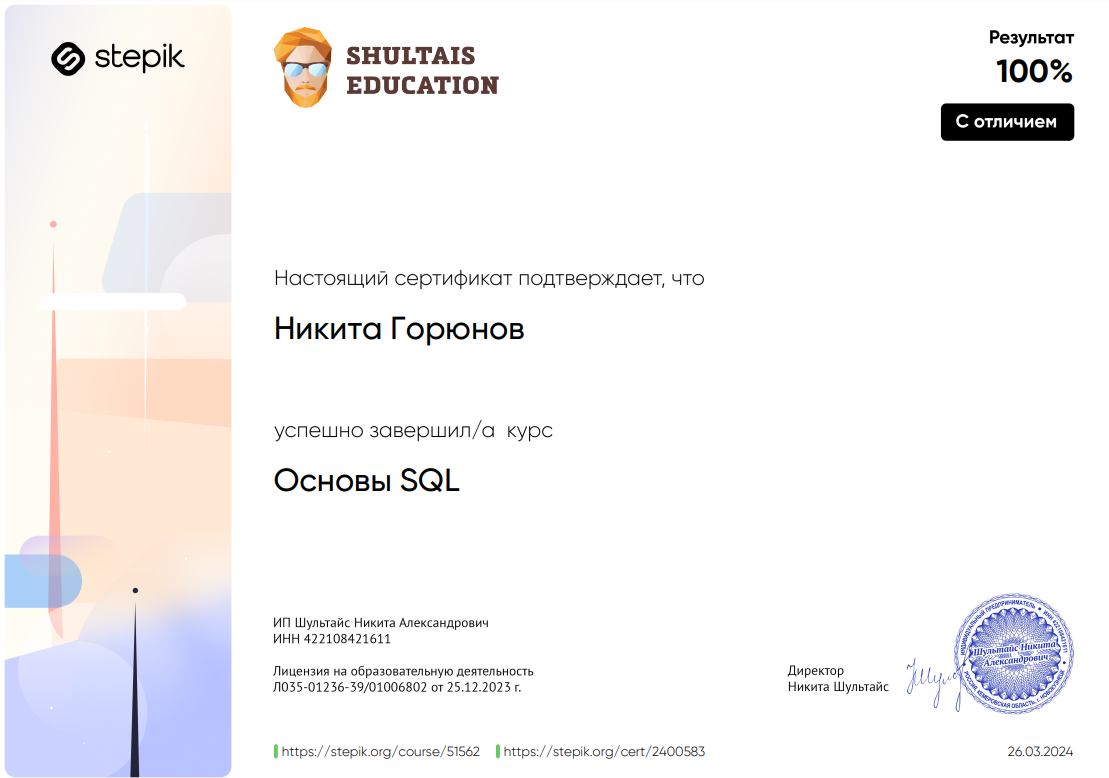 stepik
SHULTAIS
EDUCATION
Результат
100%
С отличием
Настоящий сертификат подтверждает, что
Никита Горюнов
успешно завершил/а курс
Основы SQL
ИП Шультайс Никита Александрович
ИНН 422108421611
Лицензия на образовательную деятельность
Л035-01236-39/01006802 от 25.12.2023 г.
Директор
Никита Шультайс
ИНДИВИДУАЛЬНЫЙ ПРЕДПРИНИМАТЕЛЬ
ИНН 422108421611
Шультайс Никита
Александрович
РОССИЯ, КЕМЕРОВСКАЯ ОБЛАСТЬ, г. НОВОКУЗНЕЦК
https://stepik.org/course/51562
https://stepik.org/cert/2400583
26.03.2024